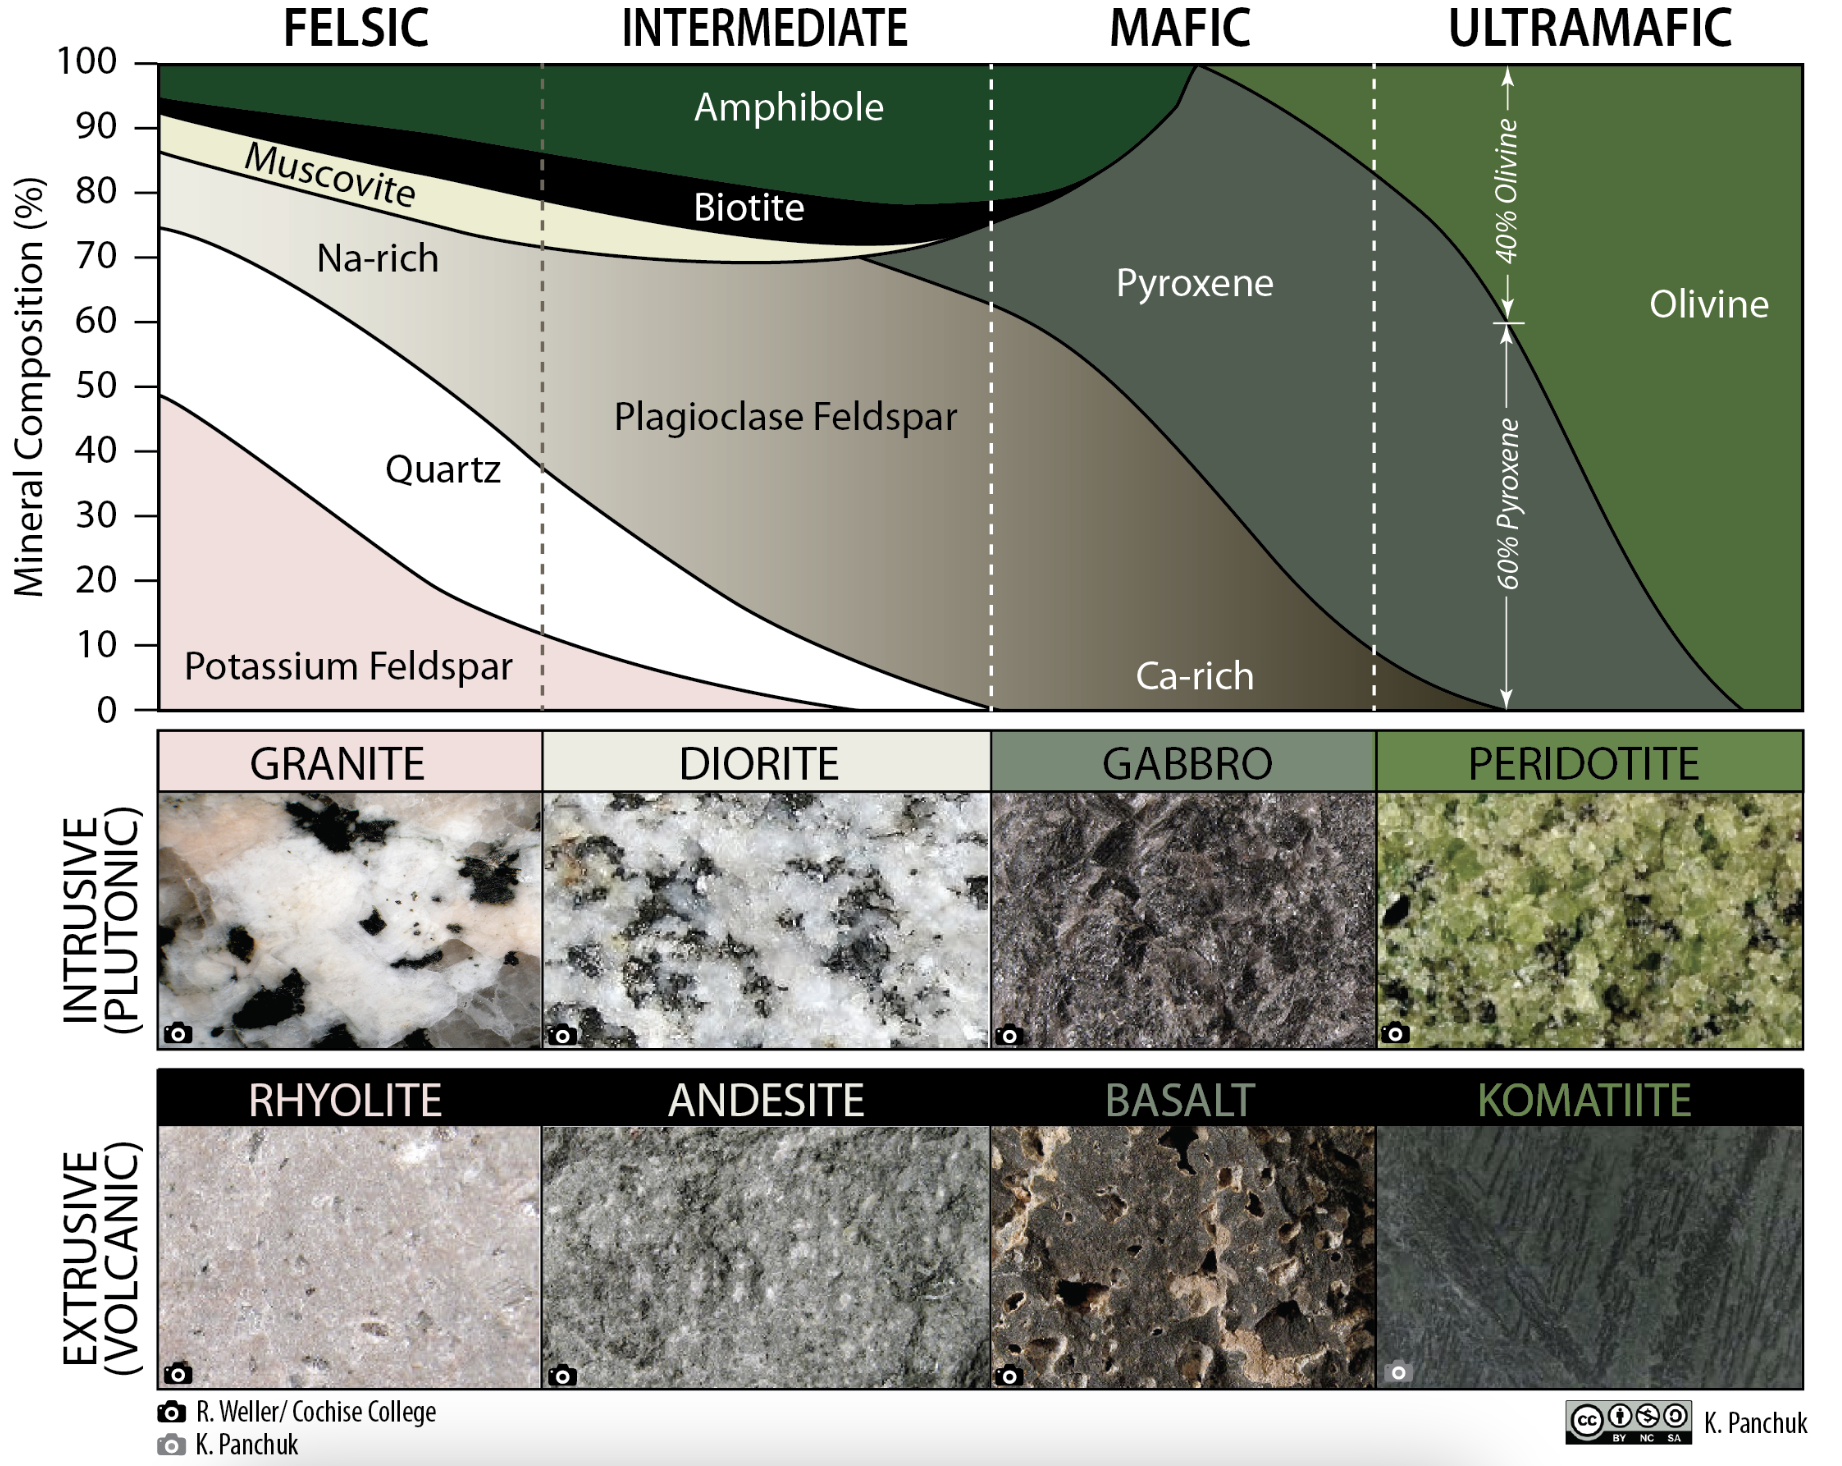 FELSIC
INTERMEDIATE
MAFIC
ULTRAMAFIC
Mineral Composition (%)
100
90
80
70
60
50
40
30
20
10
0
Amphibole
Muscovite
Biotite
Na-rich
Pyroxene
Olivine
40% Olivine
Plagioclase Feldspar
Quartz
60% Pyroxene
Potassium Feldspar
Ca-rich
INTRUSIVE
(PLUTONIC)
GRANITE
DIORITE
GABBRO
PERIDOTITE
EXTRUSIVE
(VOLCANIC)
RHYOLITE
ANDESITE
BASALT
KOMATIITE
R. Weller/ Cochise College
K. Panchuk
cc
BY NC SA
K. Panchuk